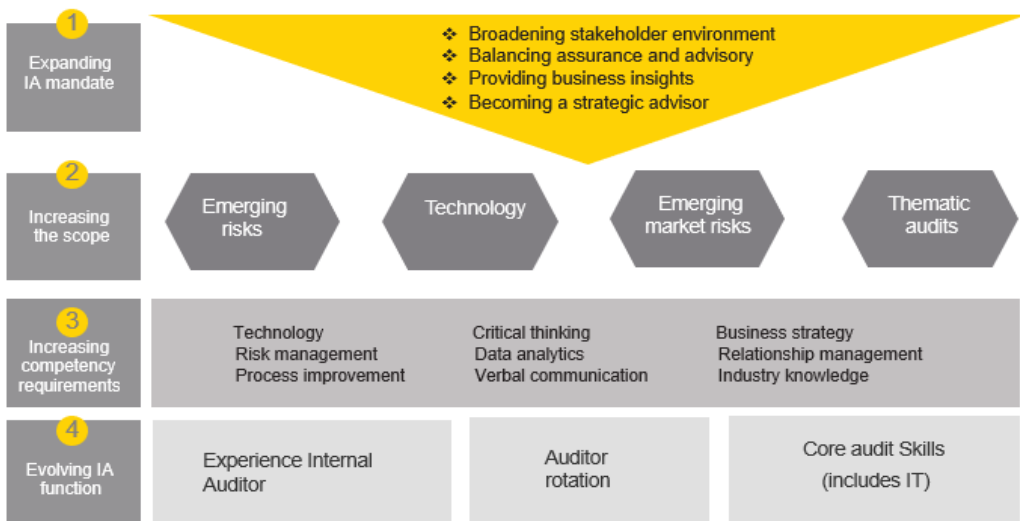 1
Expanding
IA mandate
❖ Broadening stakeholder environment
❖ Balancing assurance and advisory
❖ Providing business insights
❖ Becoming a strategic advisor
2
Increasing
the scope
Emerging
risks
Technology
Emerging
market risks
Thematic
audits
3
Increasing
competency
requirements
Technology
Risk management
Process improvement
Critical thinking
Data analytics
Verbal communication
Business strategy
Relationship management
Industry knowledge
4
Evolving IA
function
Experience Internal
Auditor
Auditor
rotation
Core audit Skills
(includes IT)